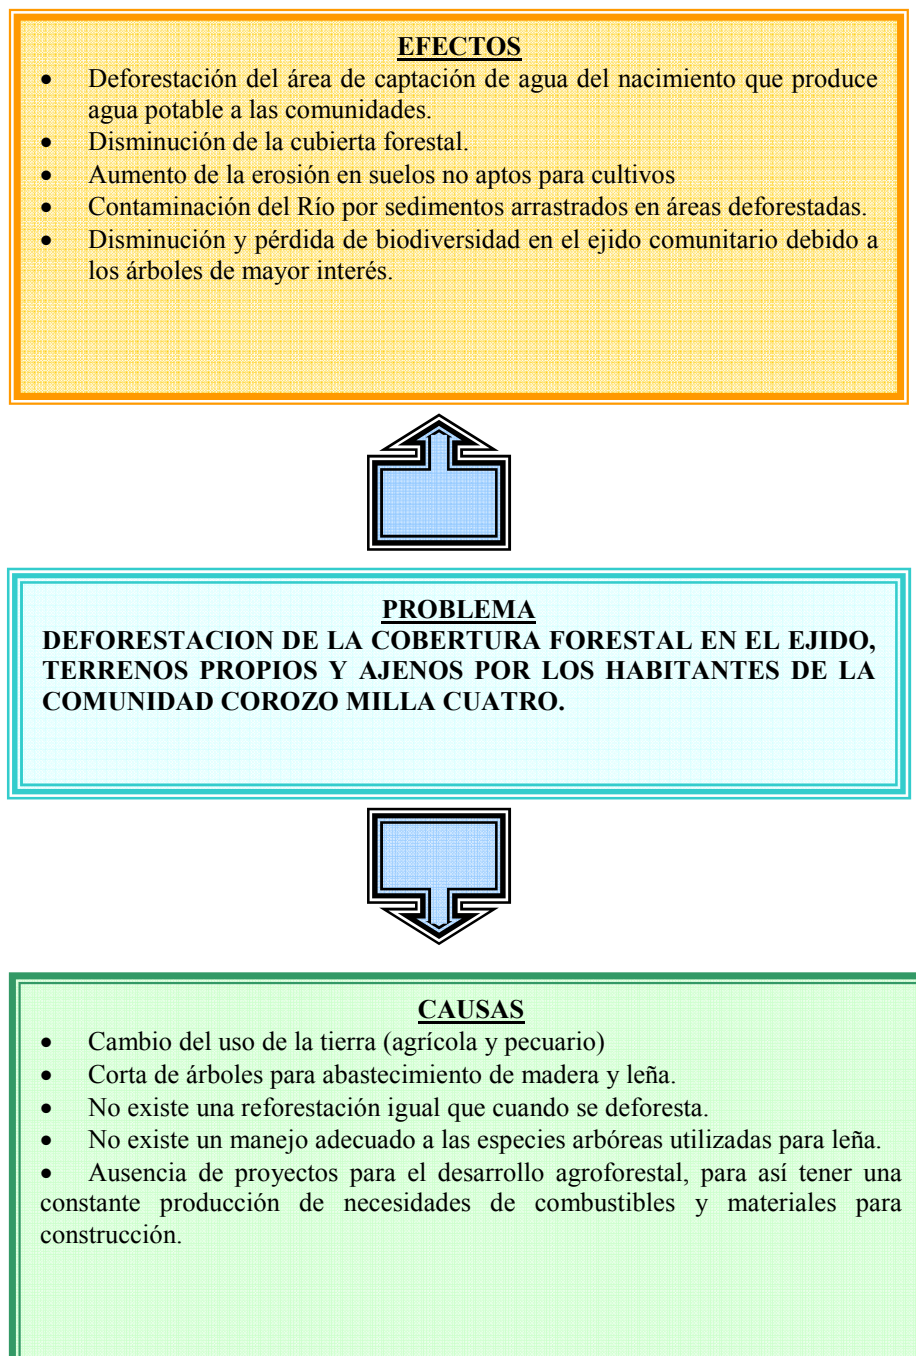 EFECTOS
• Deforestación del área de captación de agua del nacimiento que produce
agua potable a las comunidades.
• Disminución de la cubierta forestal.
• Aumento de la erosión en suelos no aptos para cultivos
• Contaminación del Río por sedimentos arrastrados en áreas deforestadas.
• Disminución y pérdida de biodiversidad en el ejido comunitario debido a
los árboles de mayor interés.
PROBLEMA
DEFORESTACION DE LA COBERTURA FORESTAL EN EL EJIDO,
TERRENOS PROPIOS Y AJENOS POR LOS HABITANTES DE LA
COMUNIDAD COROZO MILLA CUATRO.
CAUSAS
• Cambio del uso de la tierra (agrícola y pecuario)
• Corta de árboles para abastecimiento de madera y leña.
• No existe una reforestación igual que cuando se deforesta.
• No existe un manejo adecuado a las especies arbóreas utilizadas para leña.
• Ausencia de proyectos para el desarrollo agroforestal, para así tener una
constante producción de necesidades de combustibles y materiales para
construcción.